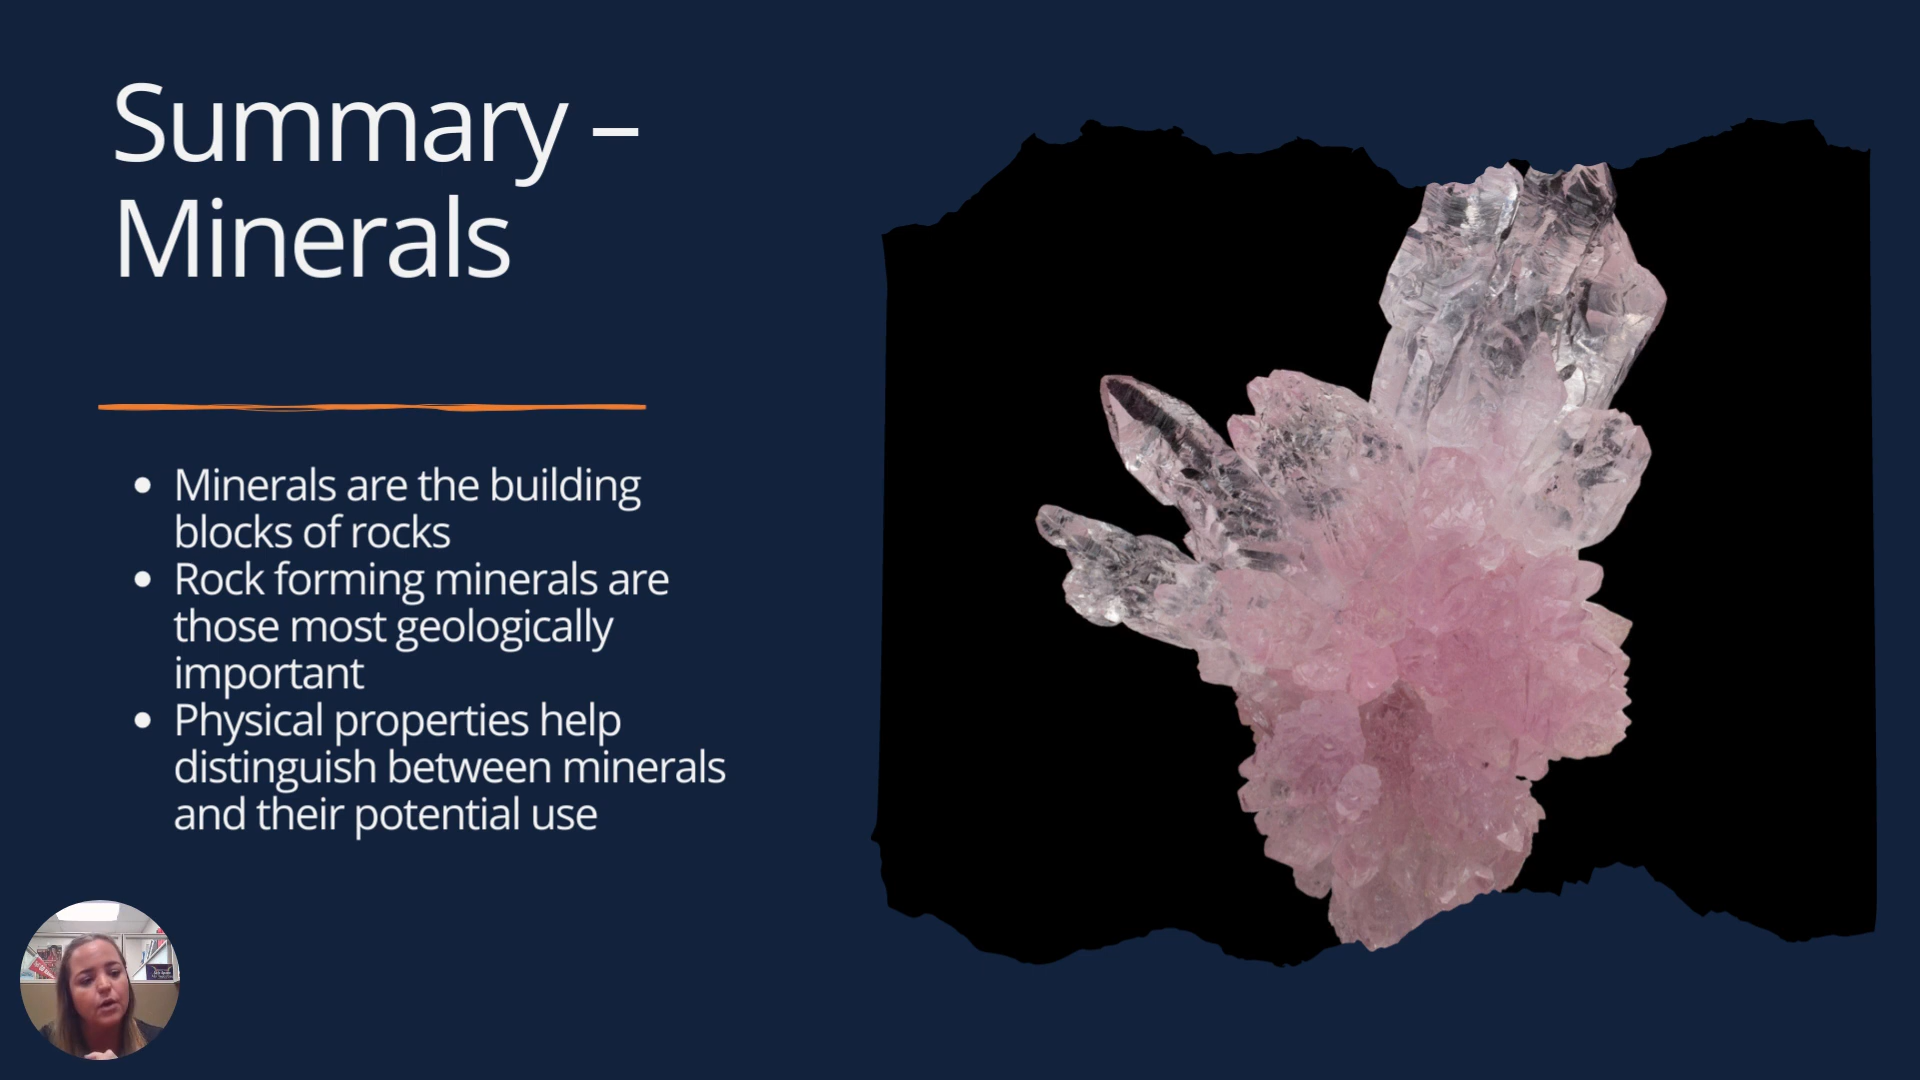 Summary –
Minerals
• Minerals are the building
blocks of rocks
• Rock forming minerals are
those most geologically
important
• Physical properties help
distinguish between minerals
and their potential use